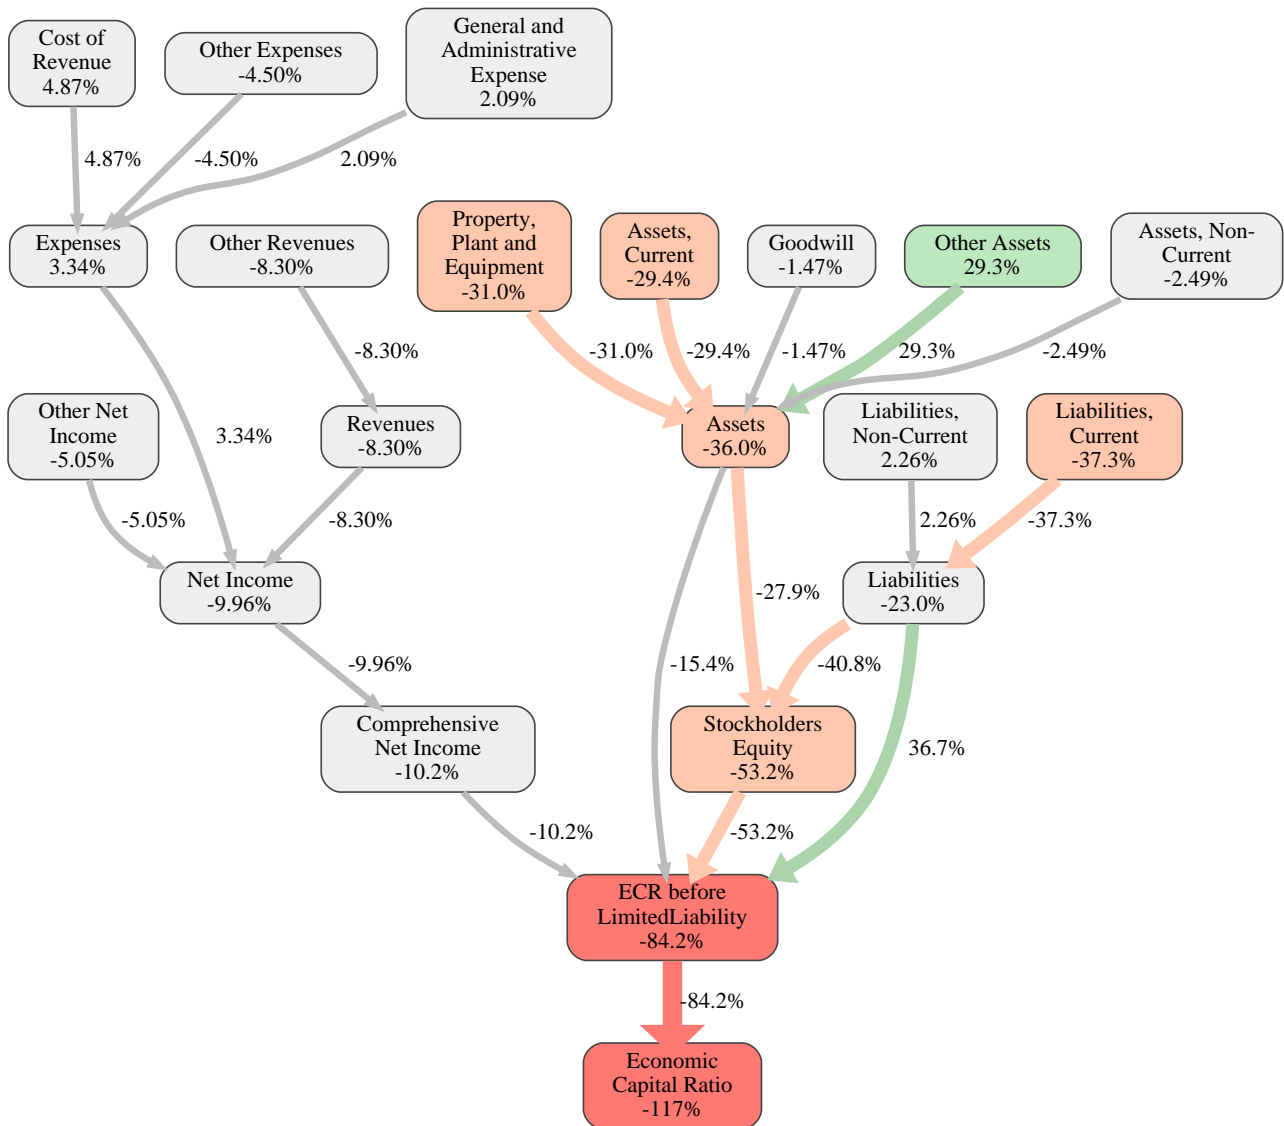 Cost of
Revenue
4.87%
Other Expenses
-4.50%
General and
Administrative
Expense
2.09%
4.87%
-4.50%
2.09%
Expenses
3.34%
Other Revenues
-8.30%
Property,
Plant and
Equipment
-31.0%
Assets,
Current
-29.4%
Goodwill
-1.47%
Other Assets
29.3%
Assets, Non-
Current
-2.49%
-8.30%
-31.0%
-29.4%
-1.47%
29.3%
-2.49%
Other Net
Income
-5.05%
3.34%
Revenues
-8.30%
Assets
-36.0%
Liabilities,
Non-Current
2.26%
Liabilities,
Current
-37.3%
-5.05%
-8.30%
2.26%
-37.3%
Net Income
-9.96%
-27.9%
Liabilities
-23.0%
-9.96%
-15.4%
-40.8%
Comprehensive
Net Income
-10.2%
Stockholders
Equity
-53.2%
36.7%
-10.2%
-53.2%
ECR before
LimitedLiability
-84.2%
-84.2%
Economic
Capital Ratio
-117%